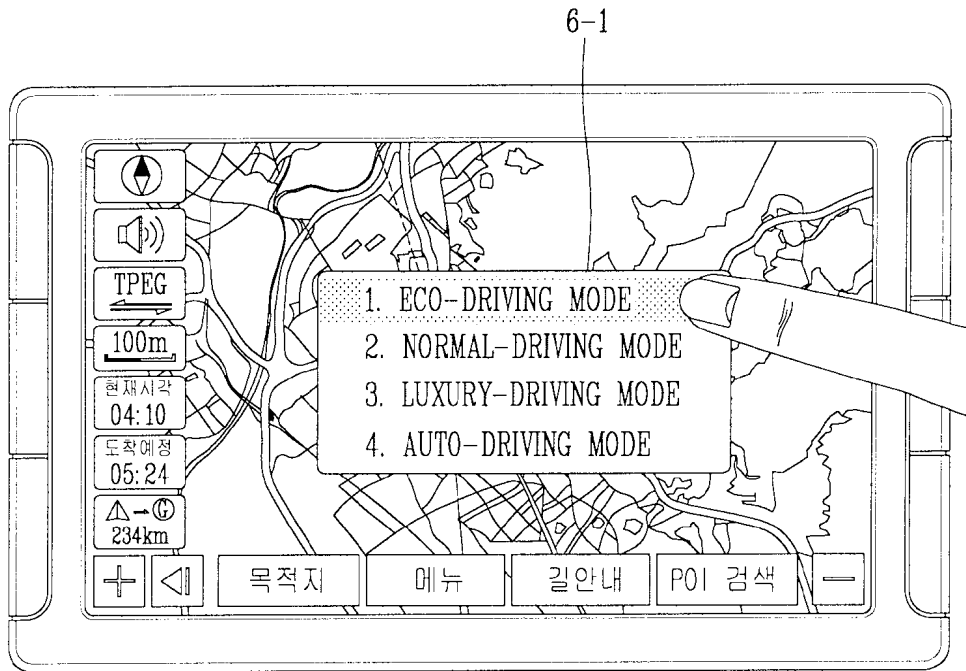 6-1
TPEG
100m
현재시각
04:10
도착예정
05:24
→Ⓖ
234km
1. ECO-DRIVING MODE
2. NORMAL-DRIVING MODE
3. LUXURY-DRIVING MODE
4. AUTO-DRIVING MODE
목적지
메뉴
길안내
POI 검색